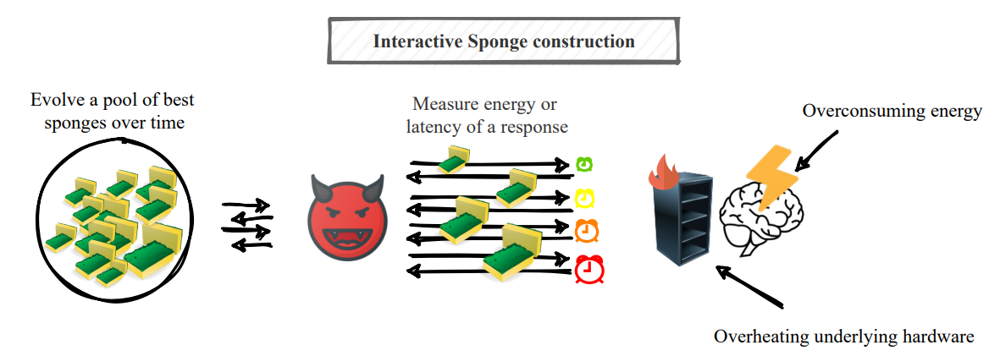 Interactive Sponge construction
Evolve a pool of best
sponges over time
Measure energy or
latency of a response
Overconsuming energy
Overheating underlying hardware